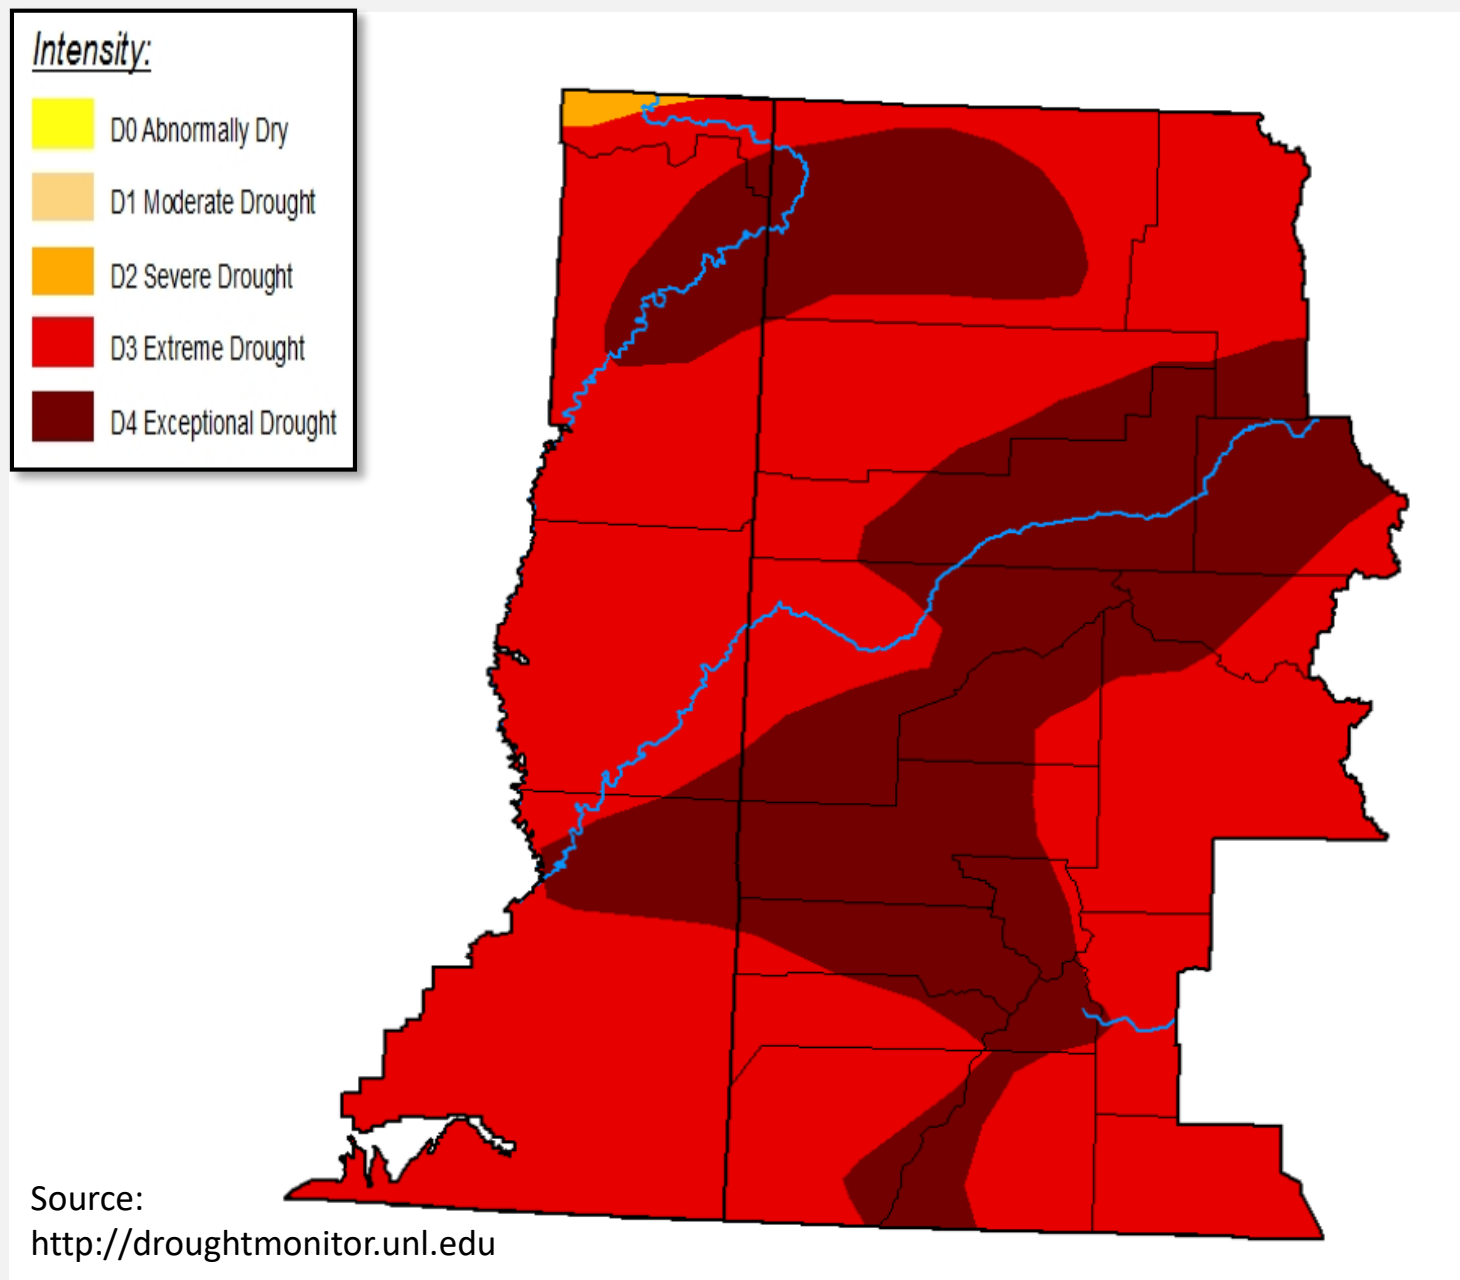 Intensity:
D0 Abnormally Dry
D1 Moderate Drought
D2 Severe Drought
D3 Extreme Drought
D4 Exceptional Drought
Source:
http://droughtmonitor.unl.edu